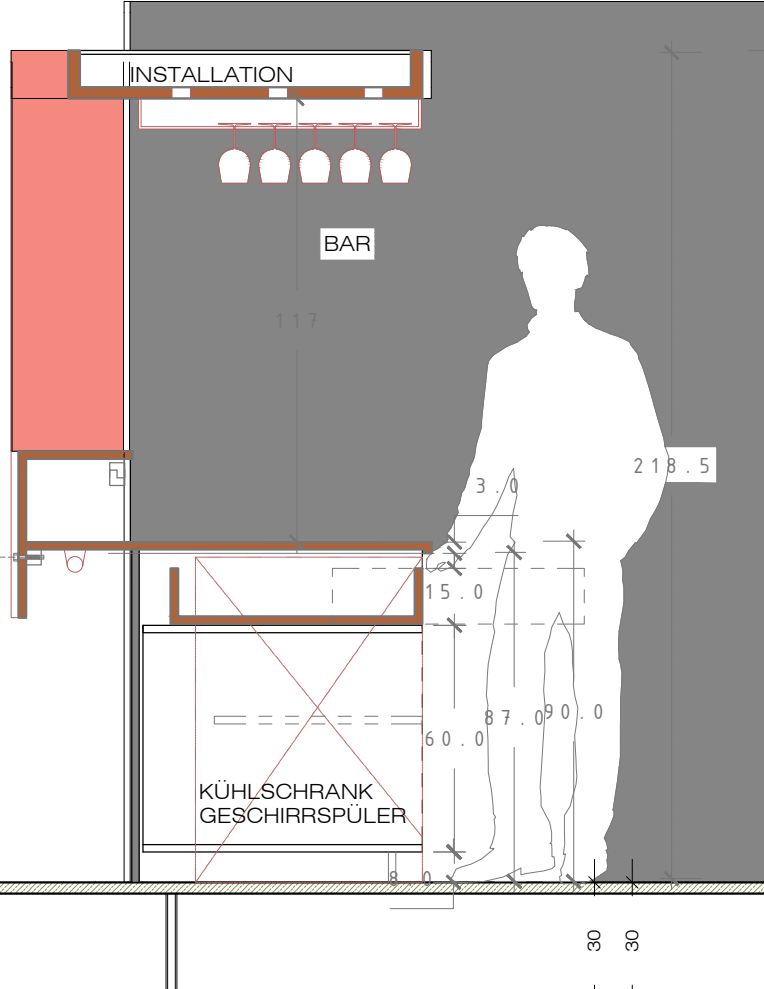 INSTALLATION
BAR
117
218.5
3.0
15.0
87.0
90.0
60.0
KÜHLSCHRANK
GESCHIRRSPÜLER
8.0
30
30